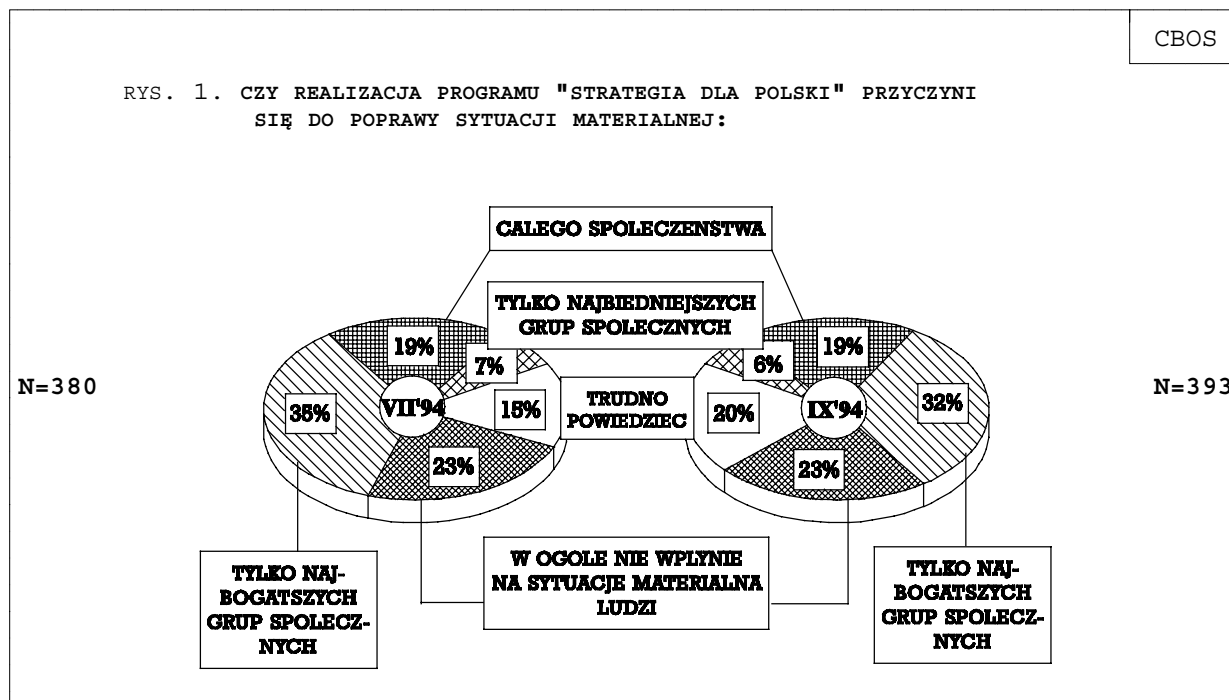 CBOS
RYS. 1. CZY REALIZACJA PROGRAMU "STRATEGIA DLA POLSKI" PRZYCZYNI
SIĘ DO POPRAWY SYTUACJI MATERIALNEJ:
CALEGO SPOLECZENSTWA
TYLKO NAJBIEDNIEJSZYCH
GRUP SPOLECZNYCH
19%
7%
6%
19%
N=380
35%
VII'94
15%
TRUDNO
POWIEDZIEC
20%
IX'94
32%
N=393
23%
23%
TYLKO NAJ-
BOGATSZYCH
GRUP SPOLECZ-
NYCH
W OGOLE NIE WPLYNIE
NA SYTUACJE MATERIALNA
LUDZI
TYLKO NAJ-
BOGATSZYCH
GRUP SPOLECZ-
NYCH